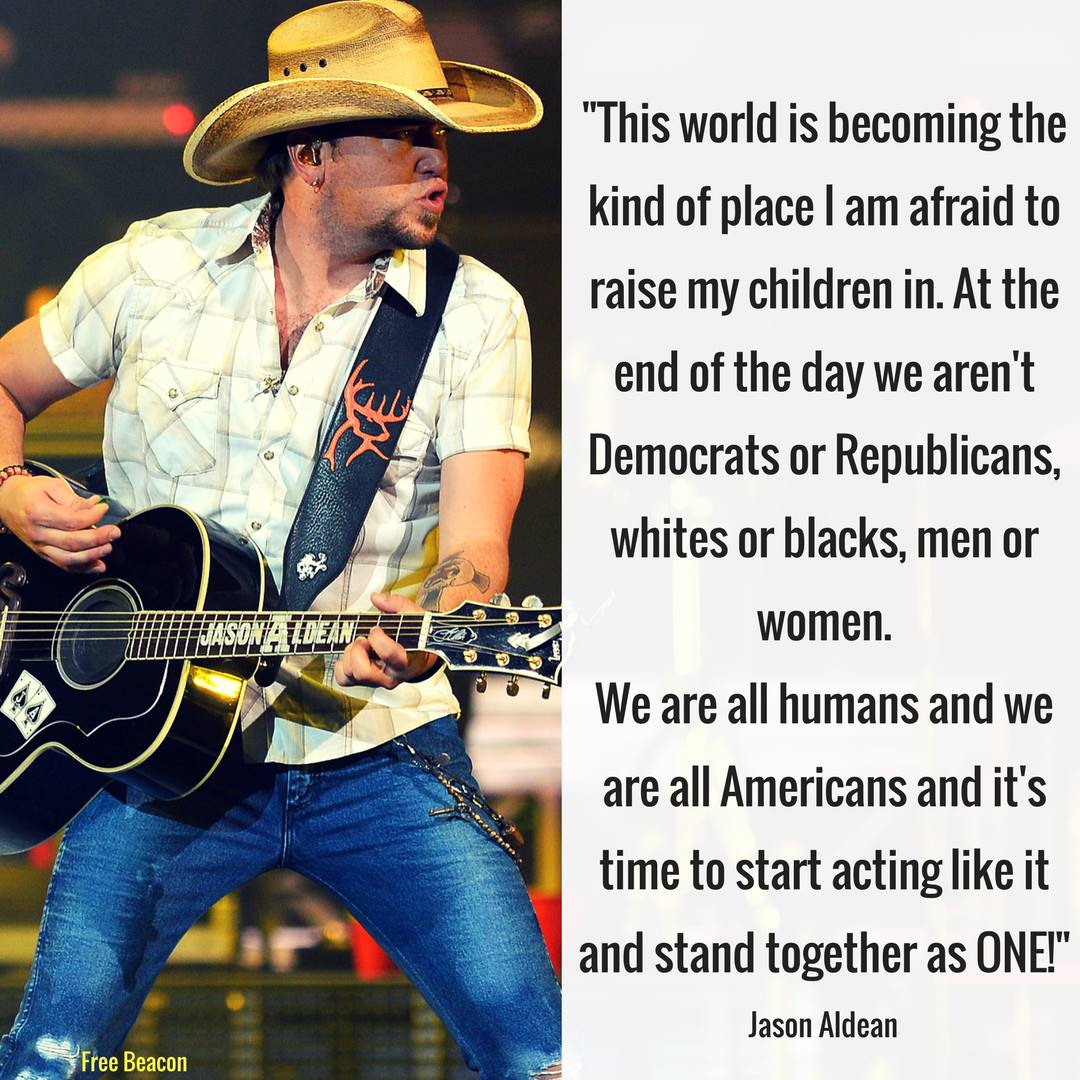 "This world is becoming the
kind of place I am afraid to
raise my children in. At the
end of the day we aren't
Democrats or Republicans,
whites or blacks, men or
women.
We are all humans and we
are all Americans and it's
time to start acting like it
and stand together as ONE!"
Jason Aldean
JASON ALDEAN
Free Beacon